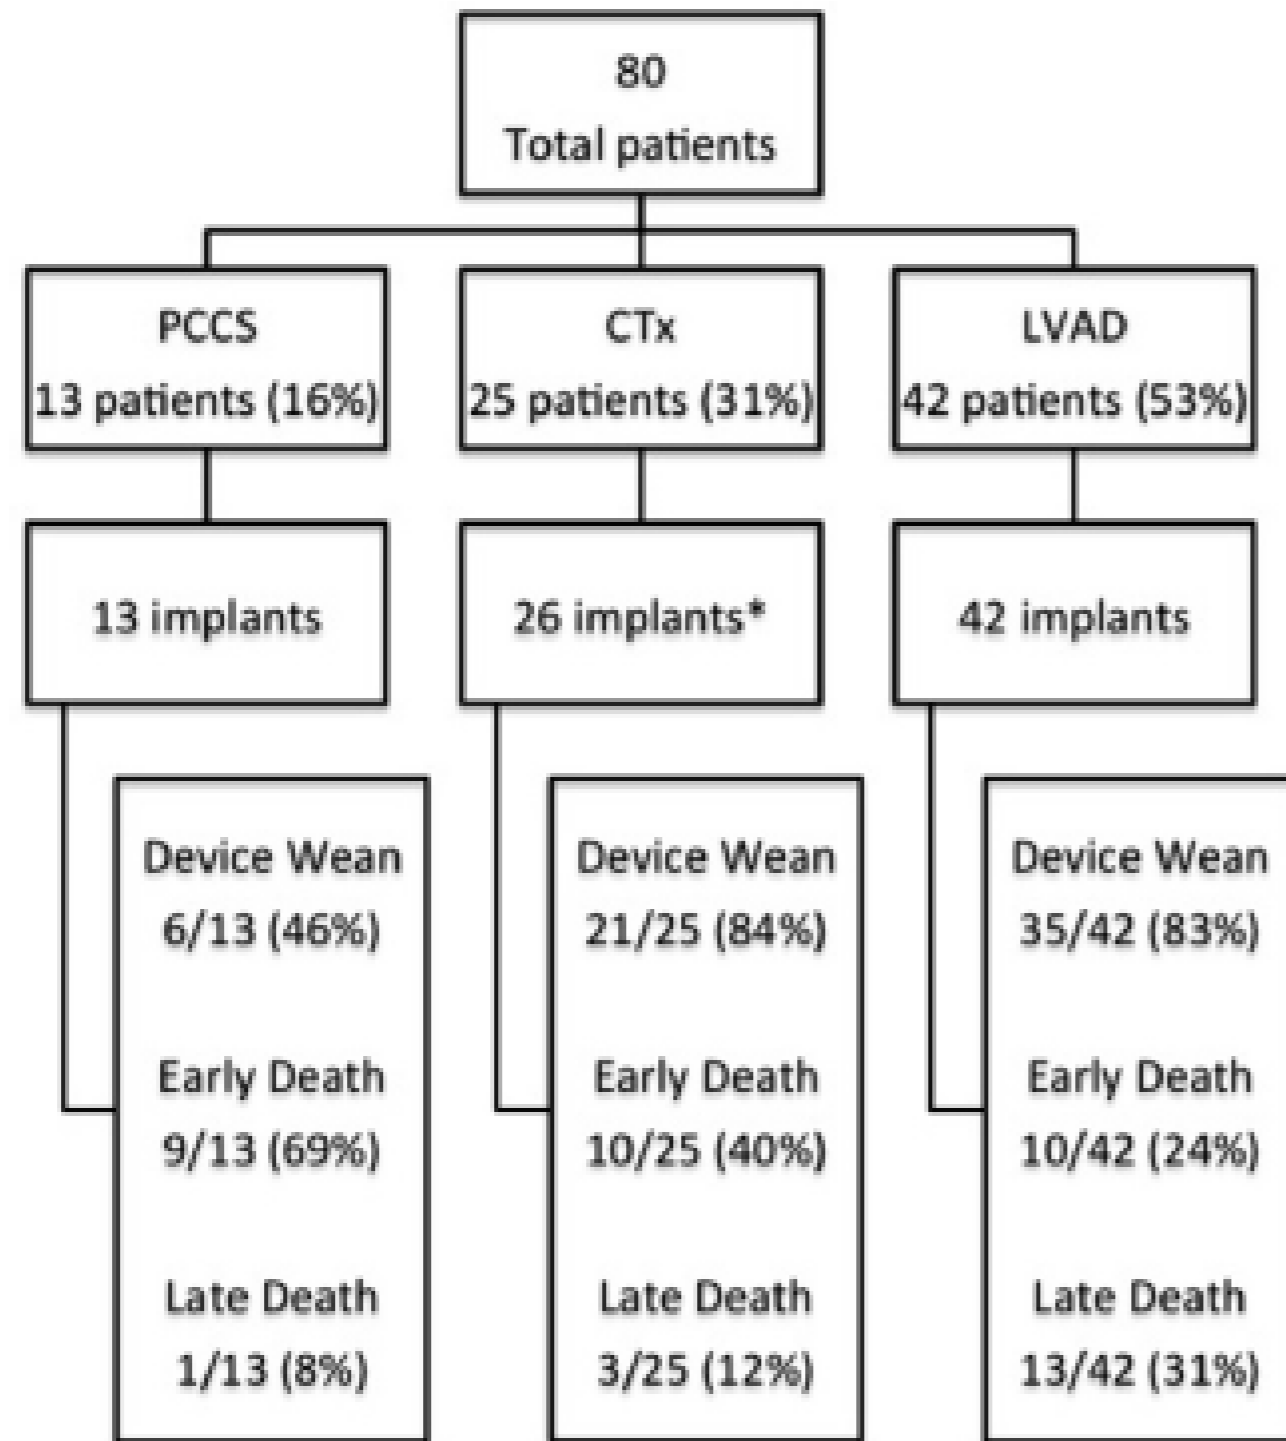 80
Total patients
PCCS
13 patients (16%)
CTx
25 patients (31%)
LVAD
42 patients (53%)
13 implants
26 implants*
42 implants
Device Wean
6/13 (46%)
Early Death
9/13 (69%)
Late Death
1/13 (8%)
Device Wean
21/25 (84%)
Early Death
10/25 (40%)
Late Death
3/25 (12%)
Device Wean
35/42 (83%)
Early Death
10/42 (24%)
Late Death
13/42 (31%)